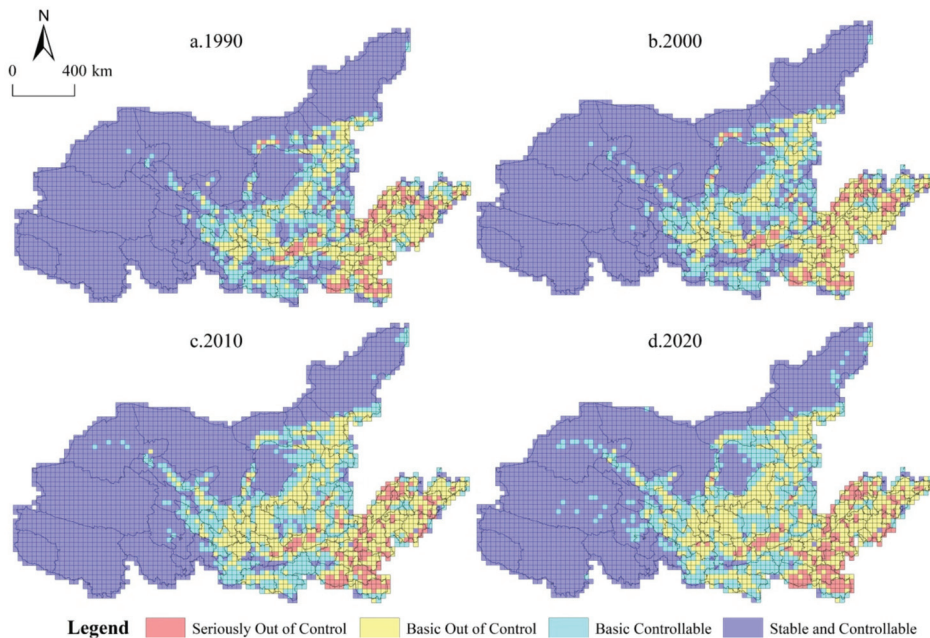 N
0 400 km
a.1990
b.2000
c.2010
d.2020
Legend Seriously Out of Control Basic Out of Control Basic Controllable Stable and Controllable